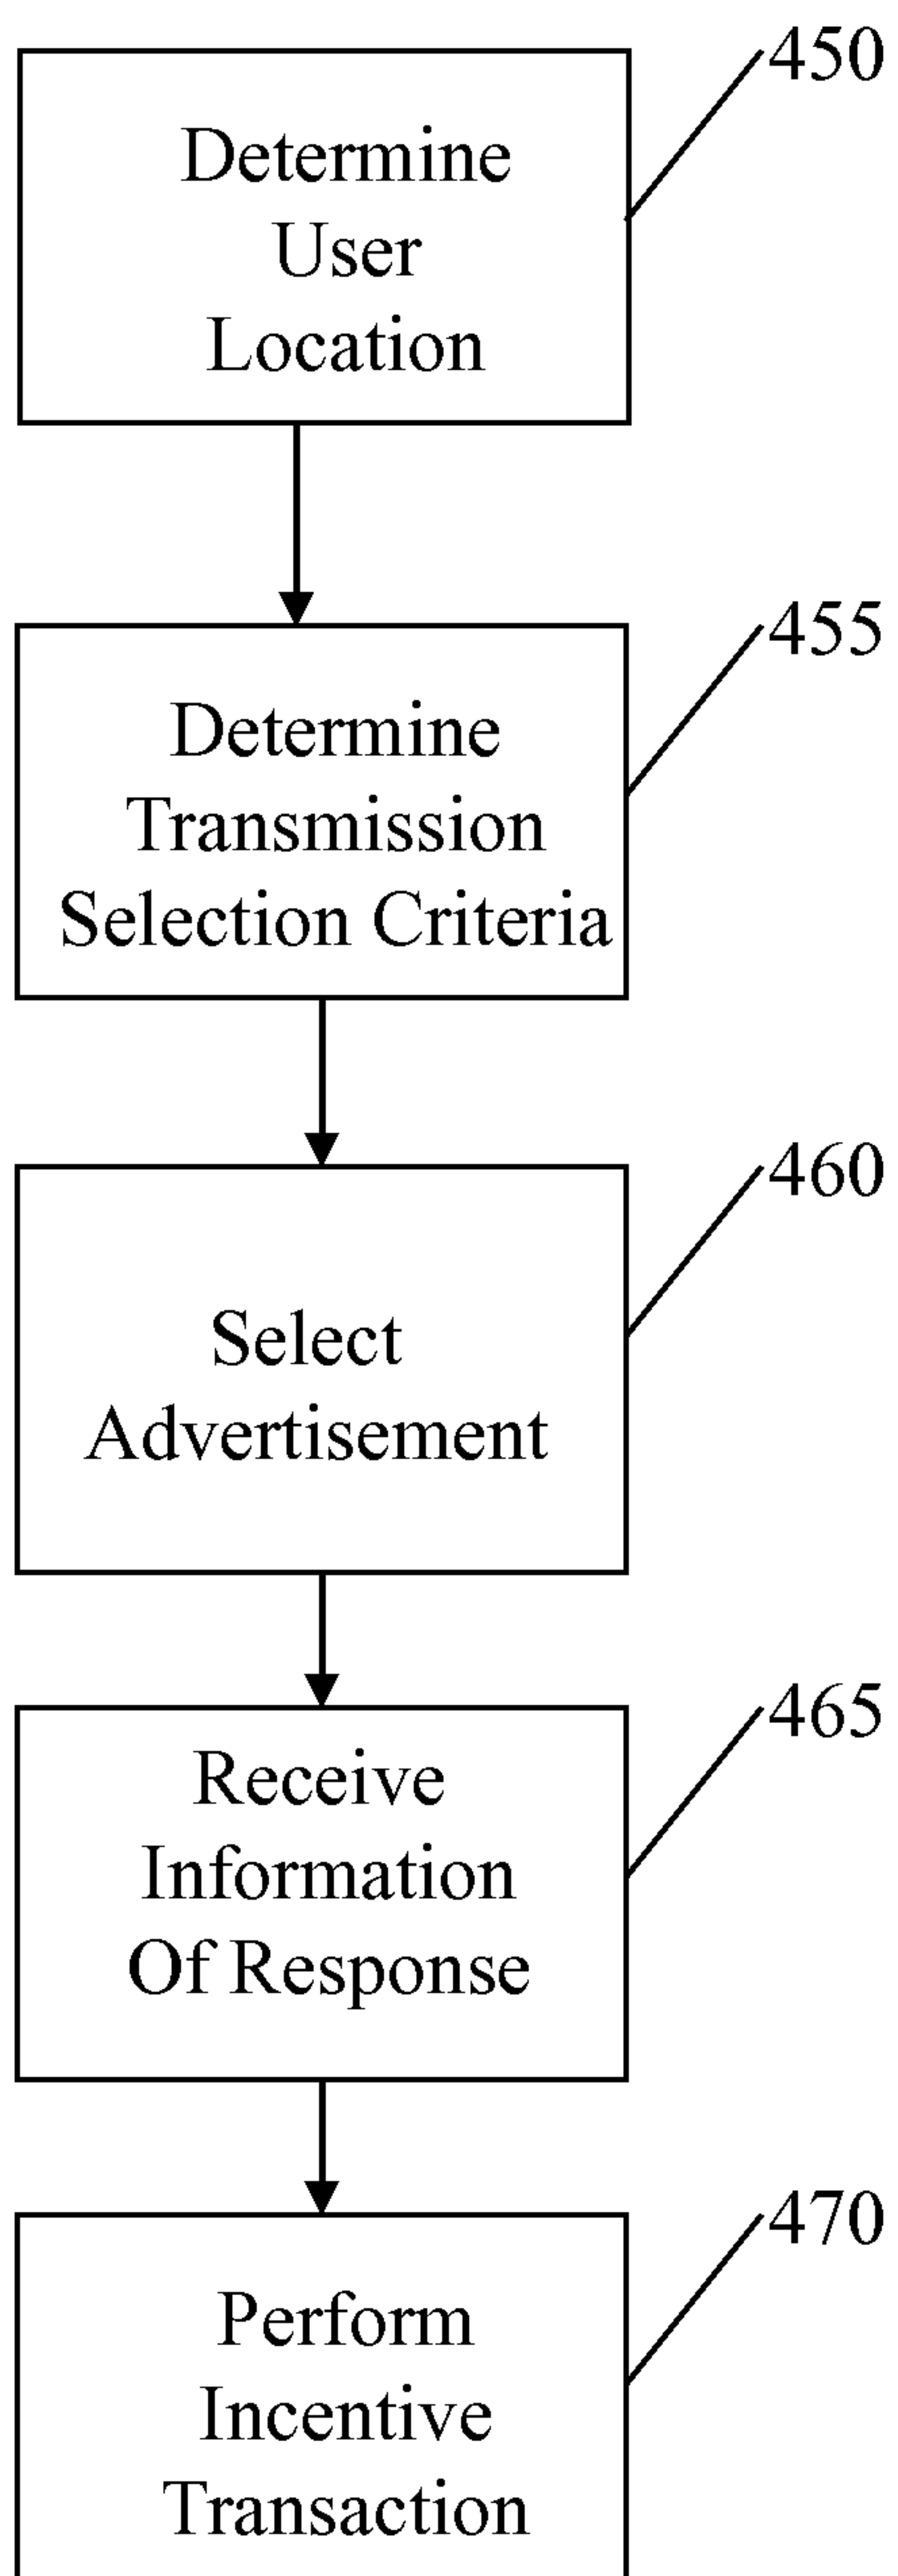 450
Determine
User
Location
455
Determine
Transmission
Selection Criteria
460
Select
Advertisement
465
Receive
Information
Of Response
470
Perform
Incentive
Transaction